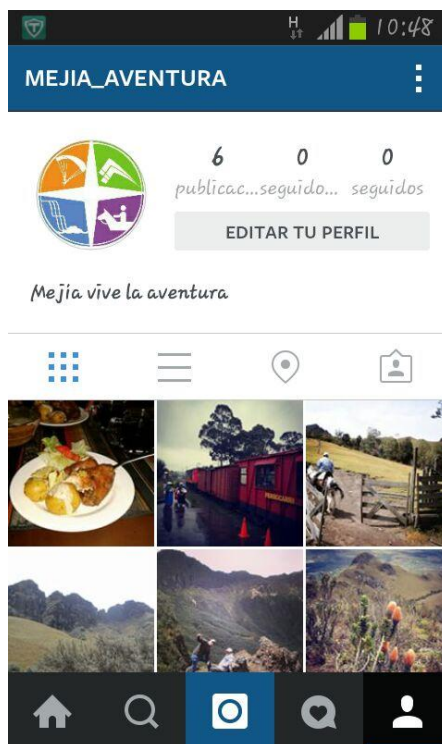 H 10:48
MEJIA_AVENTURA
6 0 0
publicac... seguido... seguidos
EDITAR TU PERFIL
Mejia vive la aventura